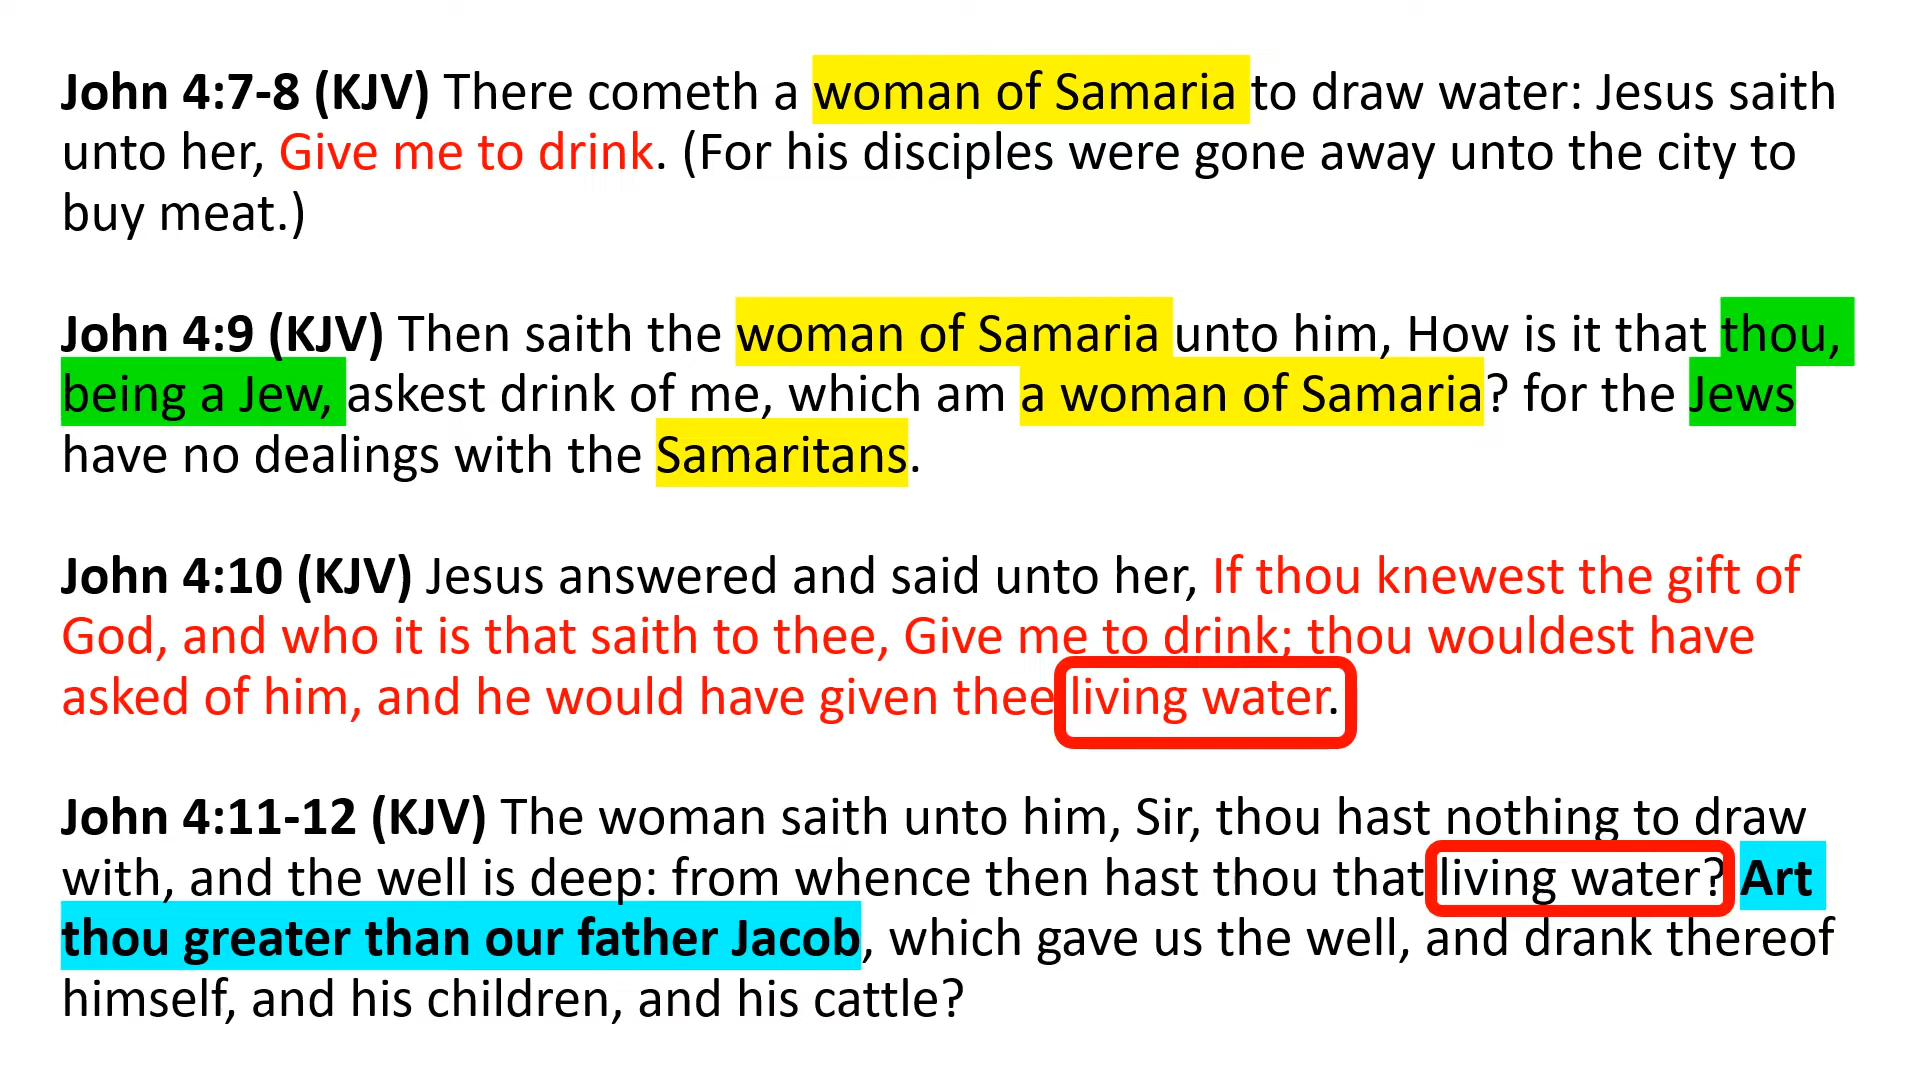 John 4:7-8 (KJV) There cometh a woman of Samaria to draw water: Jesus saith
unto her, Give me to drink. (For his disciples were gone away unto the city to
buy meat.)
John 4:9 (KJV) Then saith the woman of Samaria unto him, How is it that thou,
being a Jew, askest drink of me, which am a woman of Samaria? for the Jews
have no dealings with the Samaritans.
John 4:10 (KJV) Jesus answered and said unto her, If thou knewest the gift of
God, and who it is that saith to thee, Give me to drink; thou wouldest have
asked of him, and he would have given thee living water.
John 4:11-12 (KJV) The woman saith unto him, Sir, thou hast nothing to draw
with, and the well is deep: from whence then hast thou that living water? Art
thou greater than our father Jacob, which gave us the well, and drank thereof
himself, and his children, and his cattle?